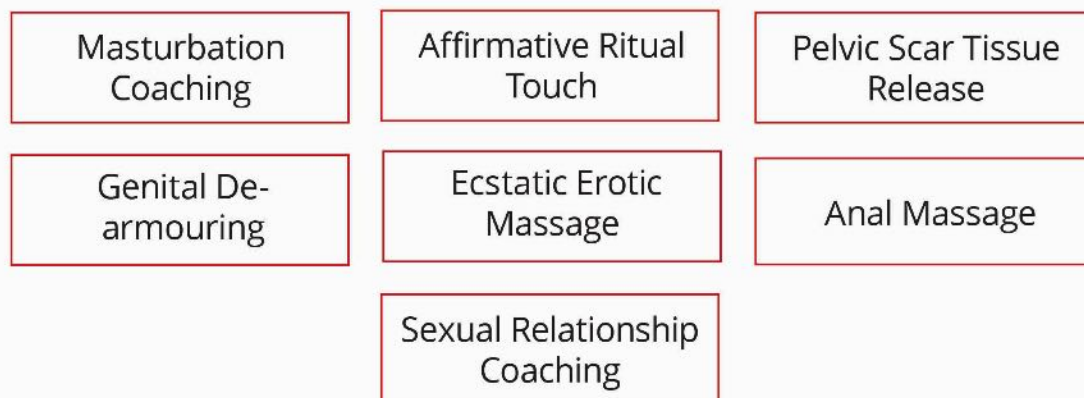 Masturbation
Coaching
Affirmative Ritual
Touch
Pelvic Scar Tissue
Release
Genital De-
armouring
Ecstatic Erotic
Massage
Anal Massage
Sexual Relationship
Coaching